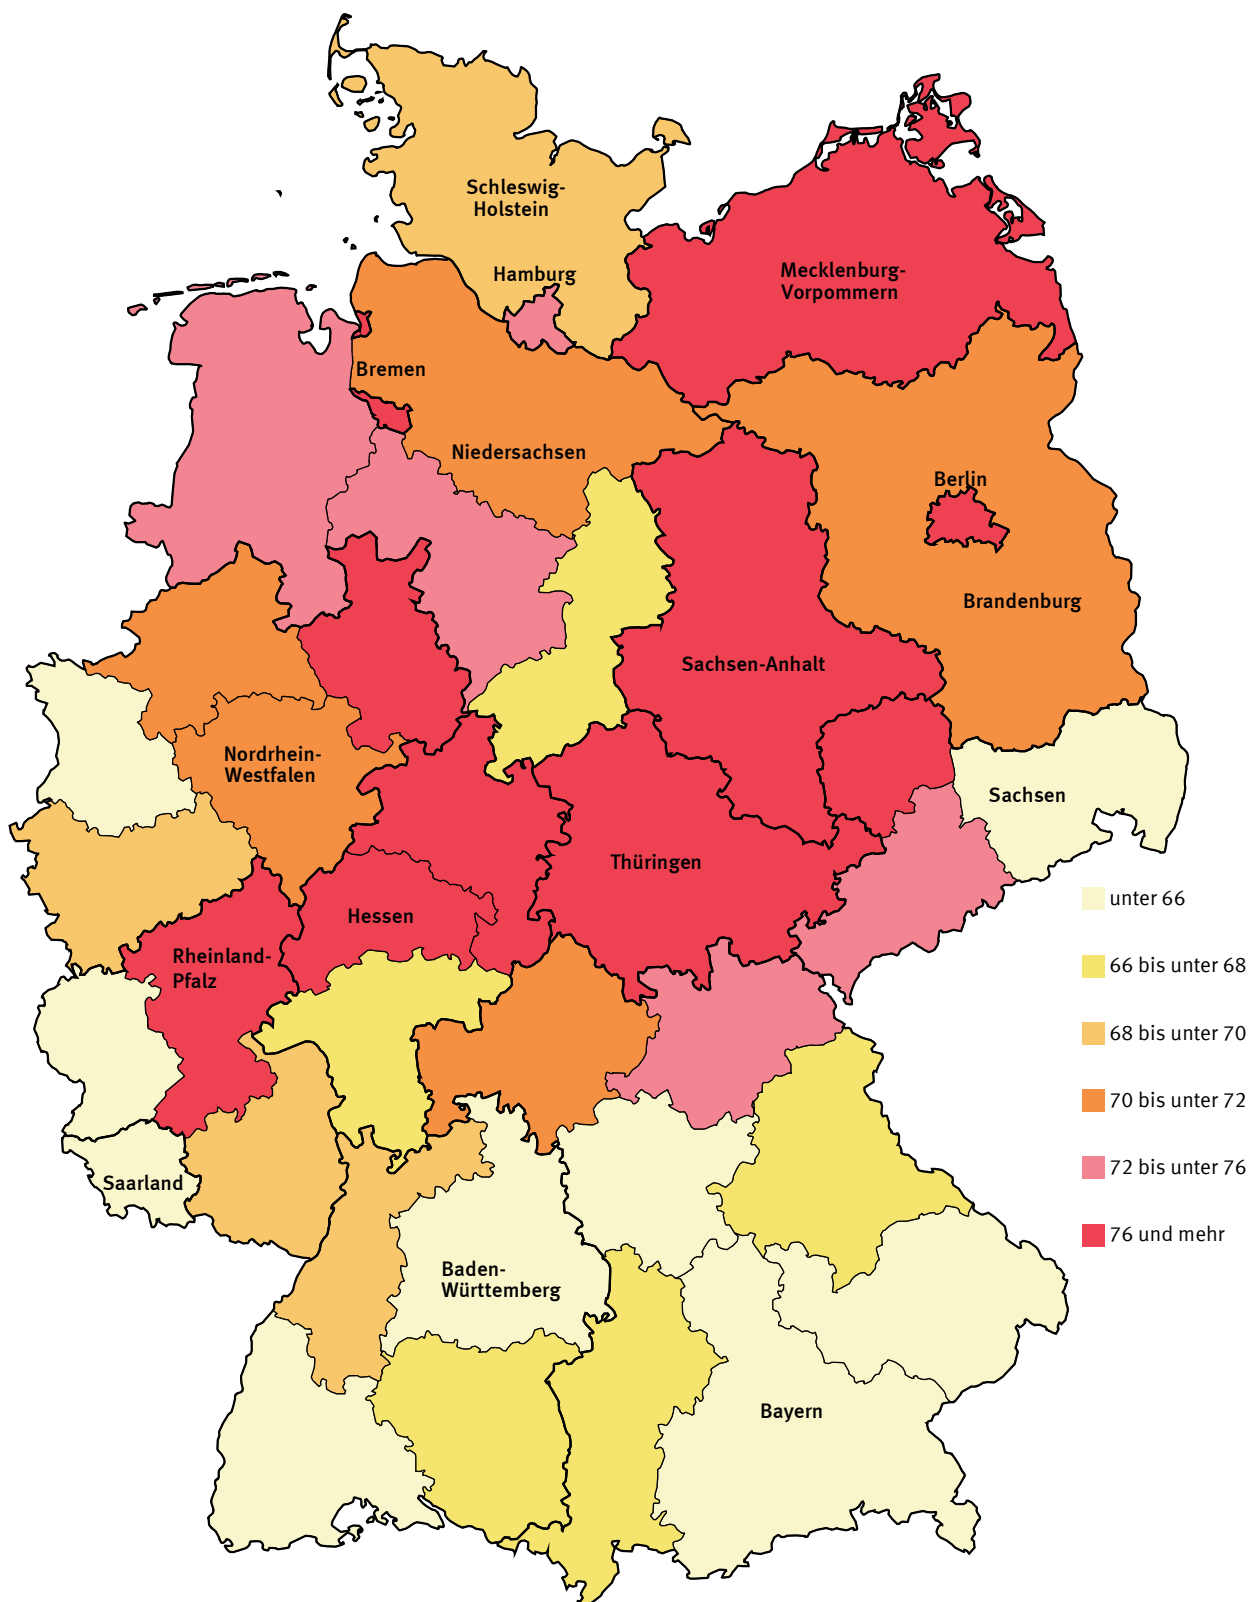 Schleswig-
Holstein
Hamburg
Mecklenburg-
Vorpommern
Bremen
Niedersachsen
Berlin
Brandenburg
Sachsen-Anhalt
Nordrhein-
Westfalen
Sachsen
Thüringen
Hessen
Rheinland-
Pfalz
Saarland
Baden-
Württemberg
Bayern
unter 66
66 bis unter 68
68 bis unter 70
70 bis unter 72
72 bis unter 76
76 und mehr